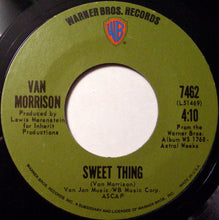 WARNER BROS. RECORDS
WB
VAN
MORRISON
Produced by
Lewis Merenstein
for Inherit
Productions
7462
(L51469)
4:10
From the
Warner Bros.
Album WS 1768
Astral Weeks
SWEET THING
(Van Morrison)
Van Jan Music/WB Music Corp.
ASCAP